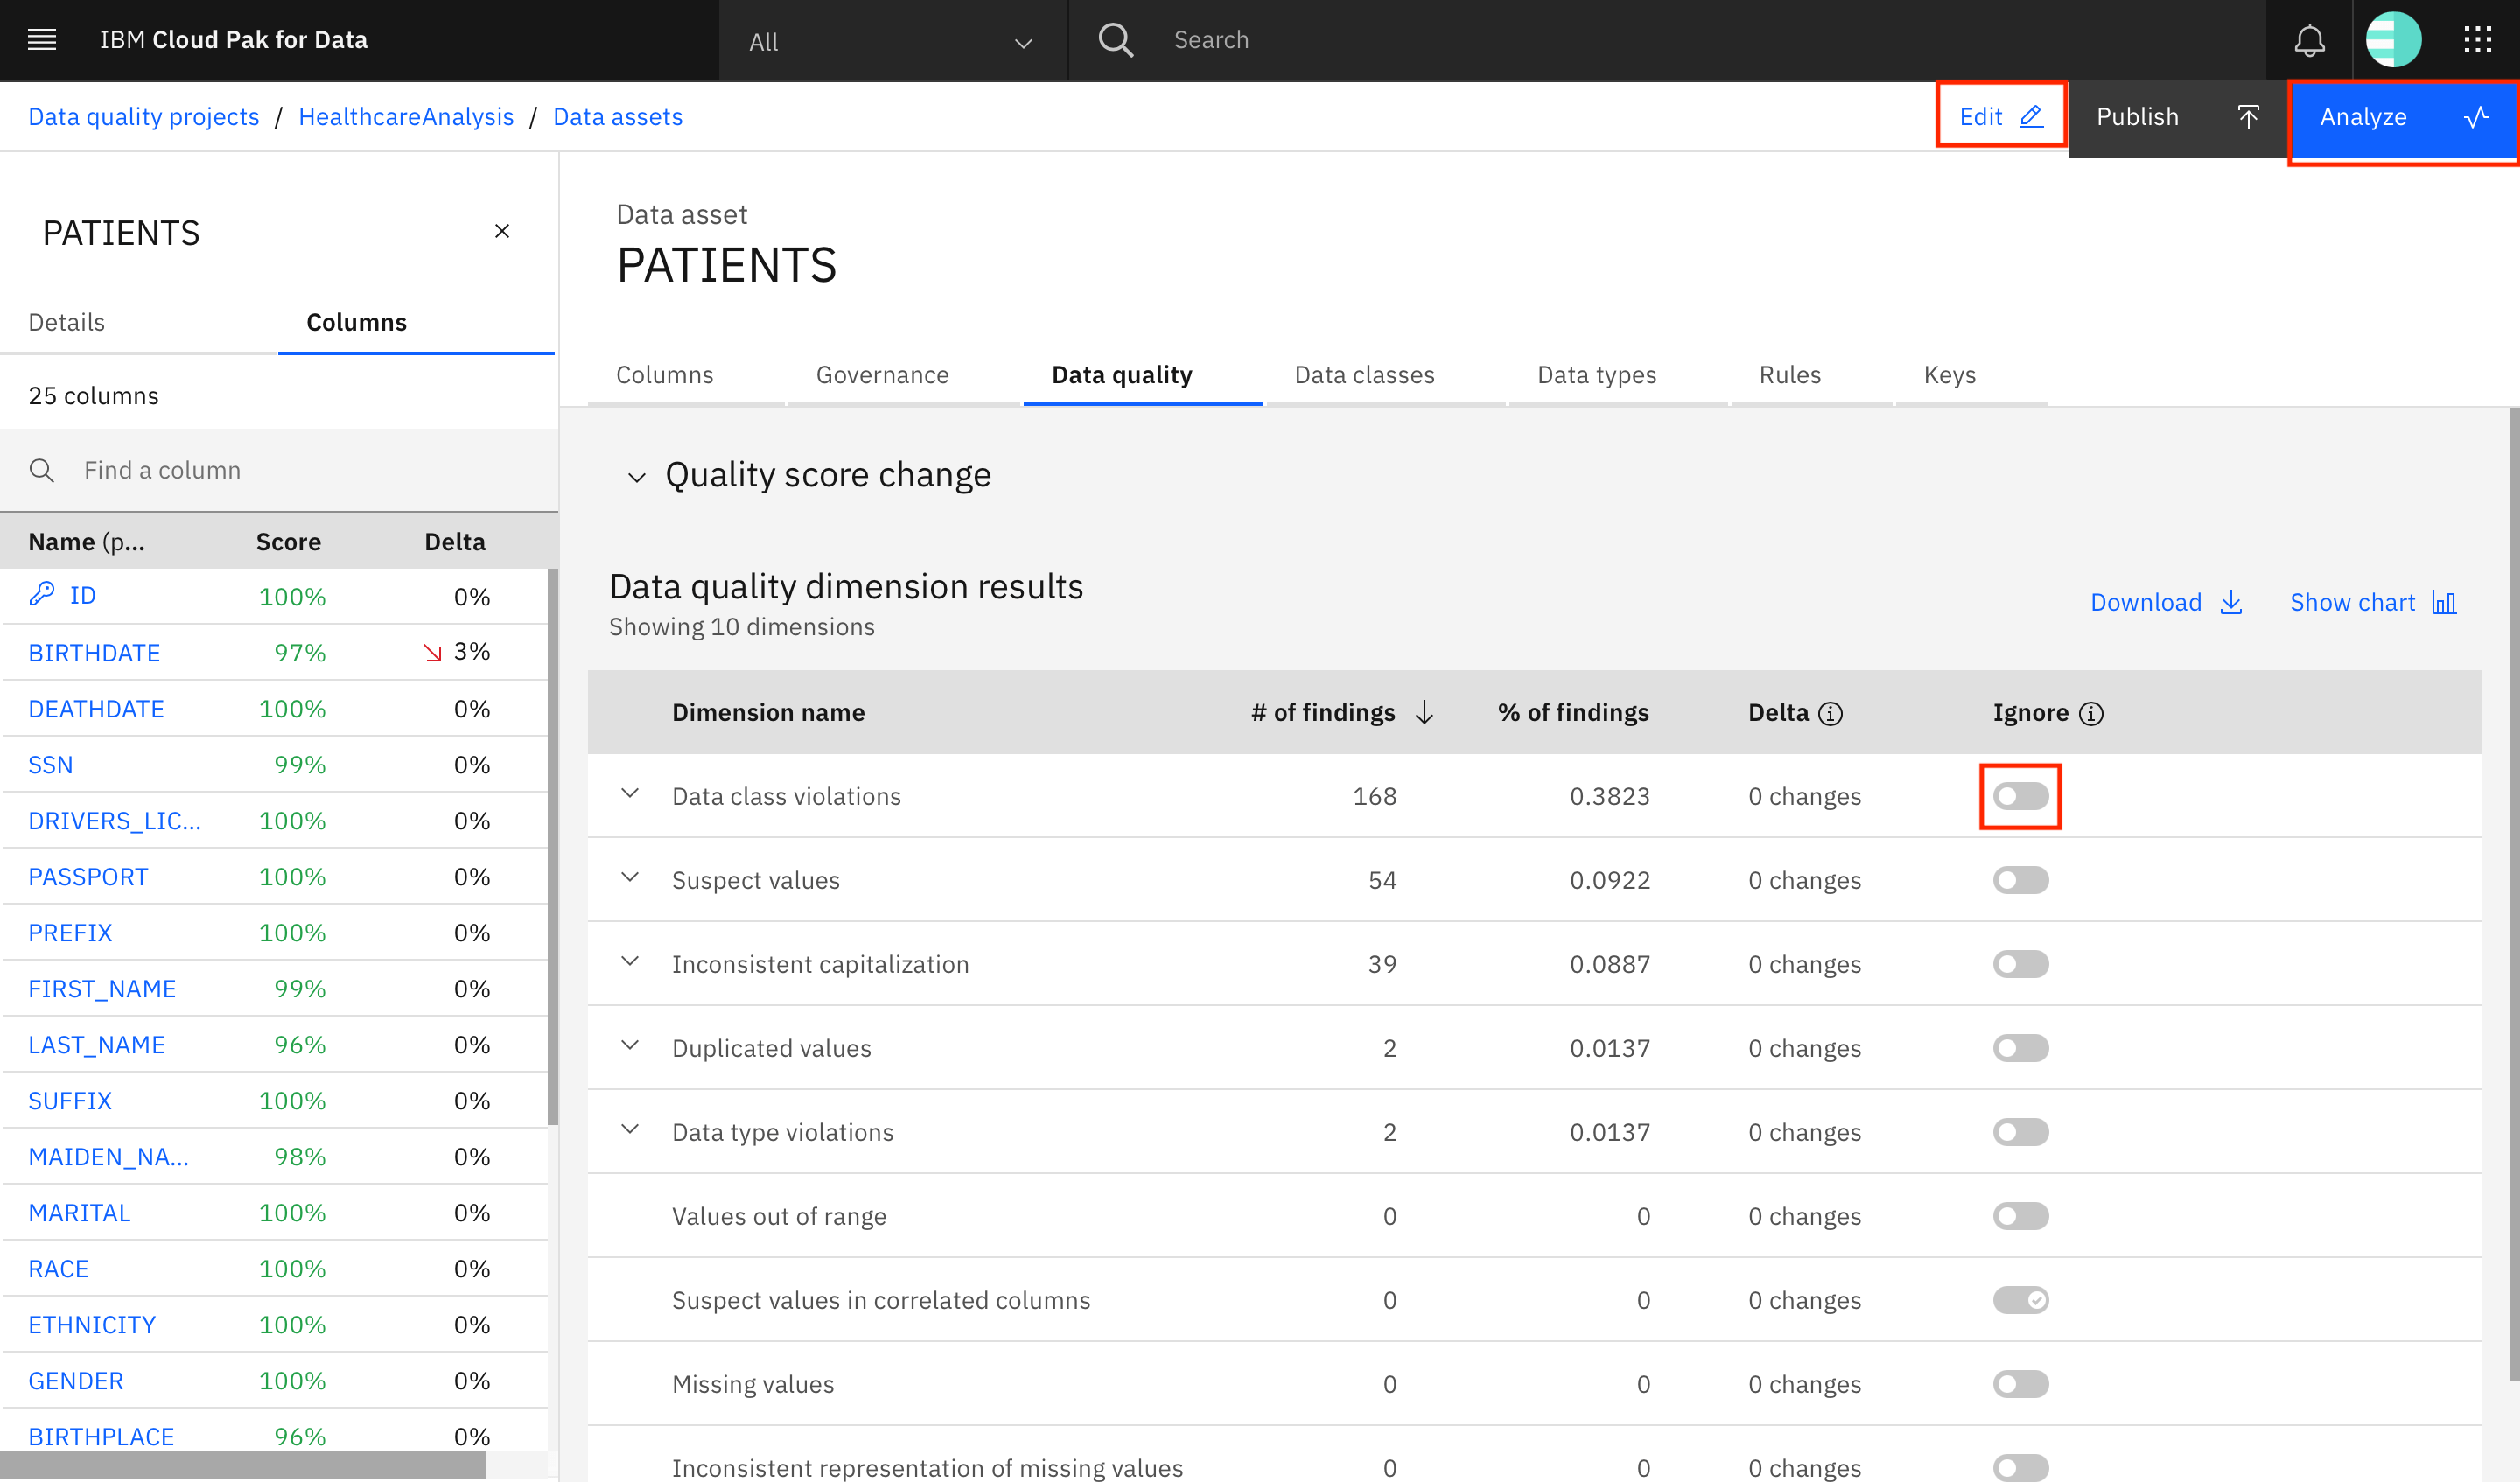 IBM Cloud Pak for Data
All
Search
Data quality projects / HealthcareAnalysis / Data assets
Edit
Publish
Analyze
PATIENTS
Details
Columns
25 columns
Find a column
Name (p... Score Delta
ID 100% 0%
BIRTHDATE 97% 3%
DEATHDATE 100% 0%
SSN 99% 0%
DRIVERS_LIC... 100% 0%
PASSPORT 100% 0%
PREFIX 100% 0%
FIRST_NAME 99% 0%
LAST_NAME 96% 0%
SUFFIX 100% 0%
MAIDEN_NA... 98% 0%
MARITAL 100% 0%
RACE 100% 0%
ETHNICITY 100% 0%
GENDER 100% 0%
BIRTHPLACE 96% 0%
Data asset
PATIENTS
Columns Governance Data quality Data classes Data types Rules Keys
Quality score change
Data quality dimension results
Showing 10 dimensions
Download Show chart
Dimension name # of findings % of findings Delta Ignore
Data class violations 168 0.3823 0 changes
Suspect values 54 0.0922 0 changes
Inconsistent capitalization 39 0.0887 0 changes
Duplicated values 2 0.0137 0 changes
Data type violations 2 0.0137 0 changes
Values out of range 0 0 0 changes
Suspect values in correlated columns 0 0 0 changes
Missing values 0 0 0 changes
Inconsistent representation of missing values 0 0 0 changes